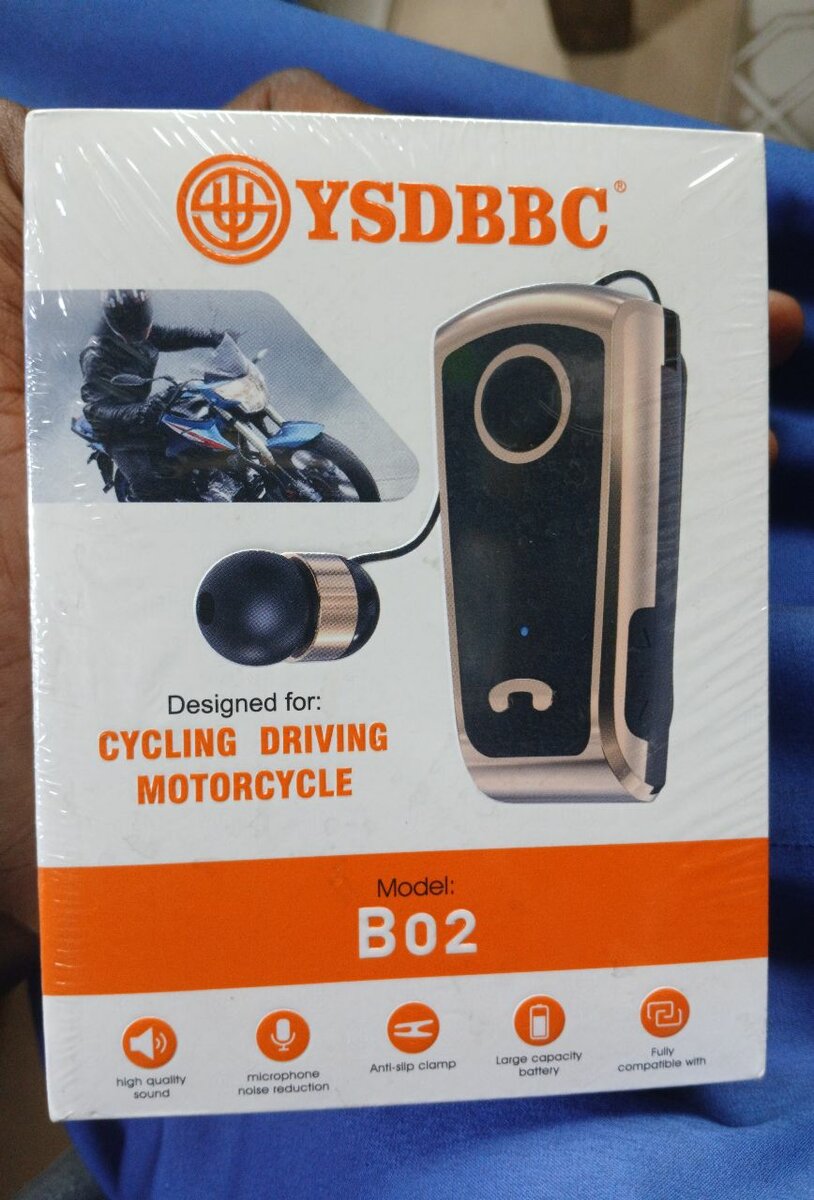 YSDBBC®
Designed for:
CYCLING DRIVING
MOTORCYCLE
Model:
B02
high quality
sound
microphone
noise reduction
Anti-slip clamp
Large capacity
battery
Fully
compatible with